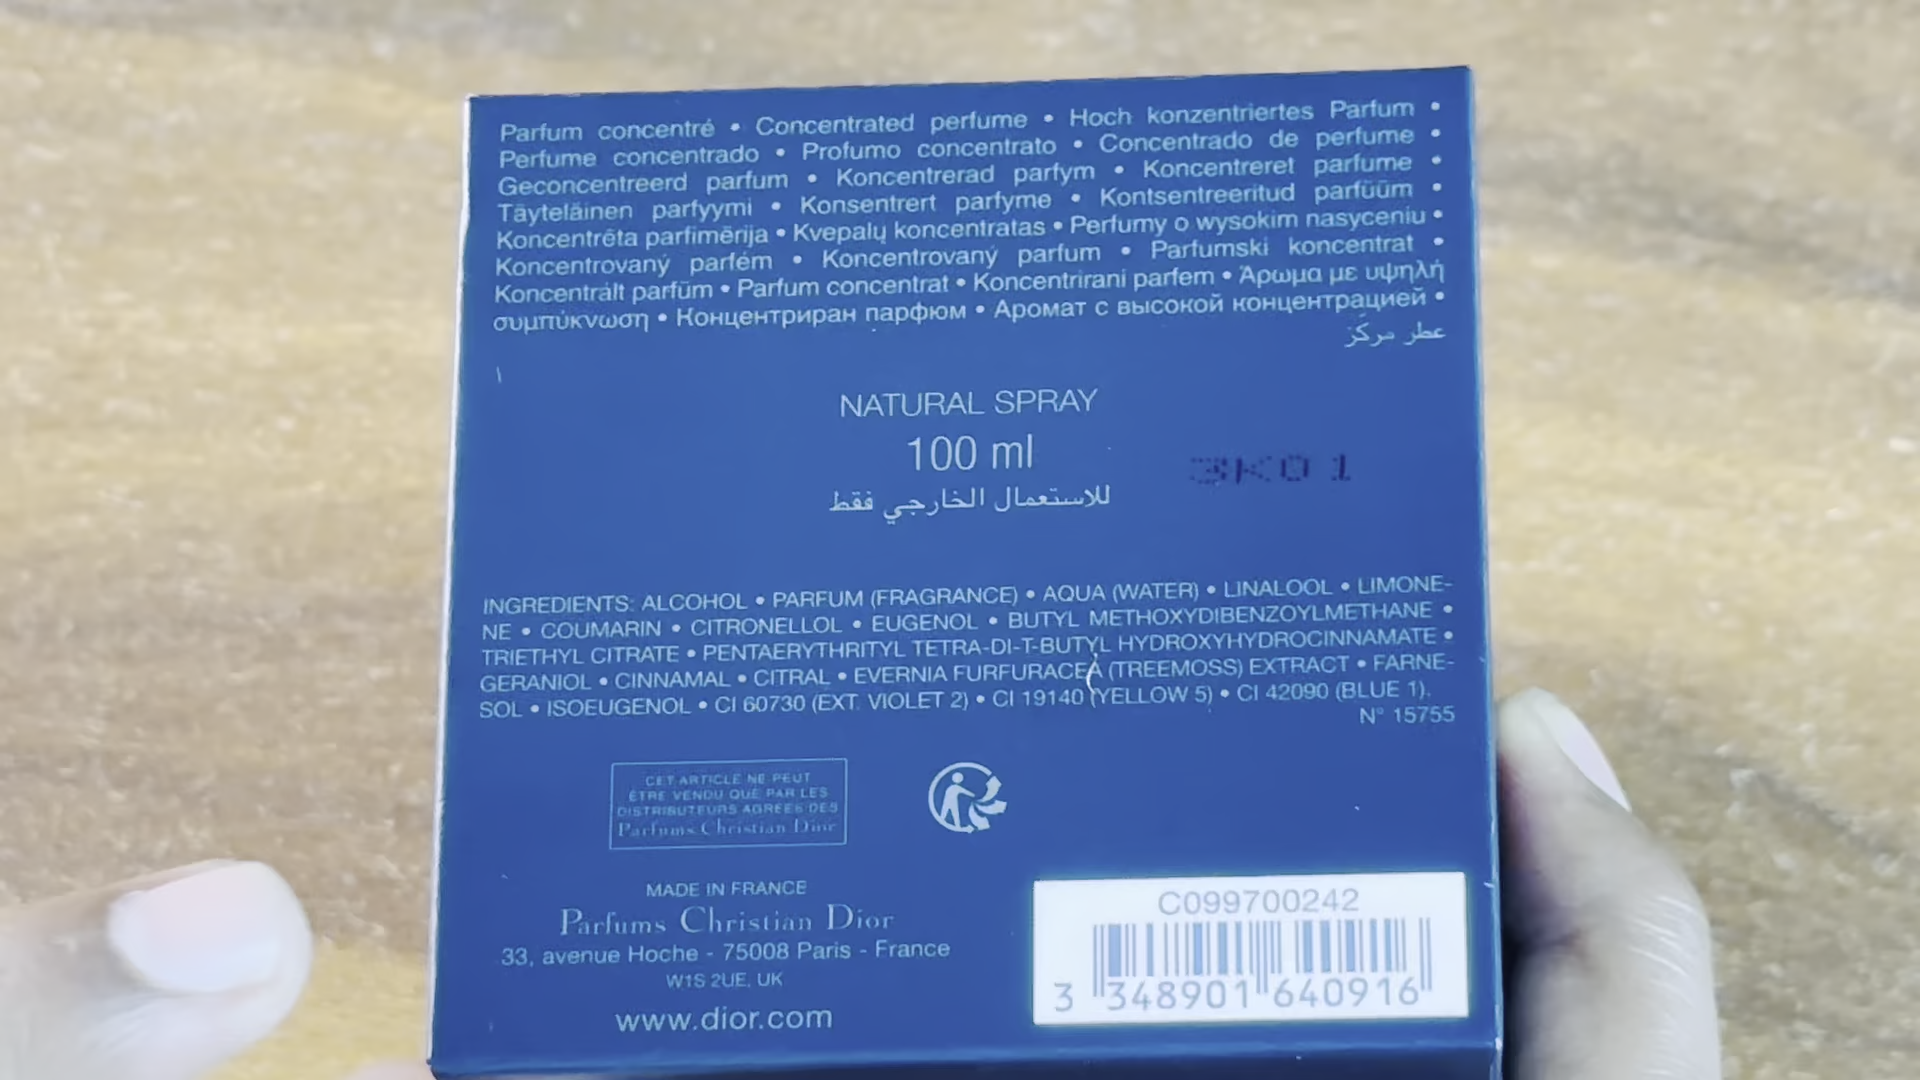 Parfum concentré • Concentrated perfume • Hoch konzentriertes Parfum •
Perfume concentrado • Profumo concentrato • Concentrado de perfume •
Geconcentreerd parfum • Koncentrerad parfym • Koncentreret parfume •
Täyteläinen parfyymi • Konsentrert parfyme • Kontsentreeritud parfüüm •
Koncentrēta parfimērija • Kvepalų koncentratas • Perfumy o wysokim nasyceniu •
Koncentrovaný parfém • Koncentrovaný parfum • Parfumski koncentrat •
Koncentrált parfüm • Parfum concentrat • Koncentrirani parfem • Άρωμα με υψηλή
συμπύκνωση • Концентриран парфюм • Аромат с высокой концентрацией •
عطر مركز
NATURAL SPRAY
100 ml
3K01
للاستعمال الخارجي فقط
INGREDIENTS: ALCOHOL • PARFUM (FRAGRANCE) • AQUA (WATER) • LINALOOL • LIMONE-
NE • COUMARIN • CITRONELLOL • EUGENOL • BUTYL METHOXYDIBENZOYLMETHANE •
TRIETHYL CITRATE • PENTAERYTHRITYL TETRA-DI-T-BUTYL HYDROXYHYDROCINNAMATE •
GERANIOL • CINNAMAL • CITRAL • EVERNIA FURFURACEA (TREEMOSS) EXTRACT • FARNE-
SOL • ISOEUGENOL • CI 60730 (EXT. VIOLET 2) • CI 19140 (YELLOW 5) • CI 42090 (BLUE 1).
N° 15755
CET ARTICLE NE PEUT
ÊTRE VENDU QUE PAR LES
DISTRIBUTEURS AGREES DES
Parfums Christian Dior
MADE IN FRANCE
Parfums Christian Dior
33, avenue Hoche - 75008 Paris - France
W1S 2UE, UK
www.dior.com
C099700242
3 348901 640916